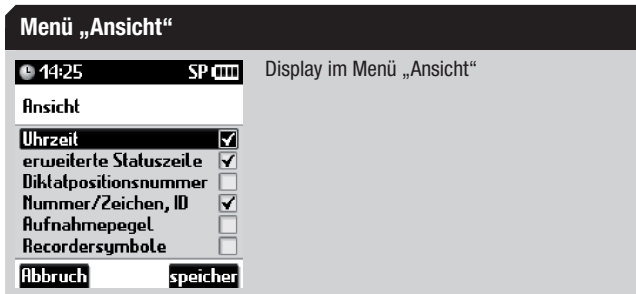 Menü „Ansicht“
14:25 SP
Display im Menü „Ansicht“
Ansicht
Uhrzeit
erweiterte Statuszeile
Diktatpositionsnummer
Nummer/Zeichen, ID
Aufnahmepegel
Recordersymbole
Abbruch speicher